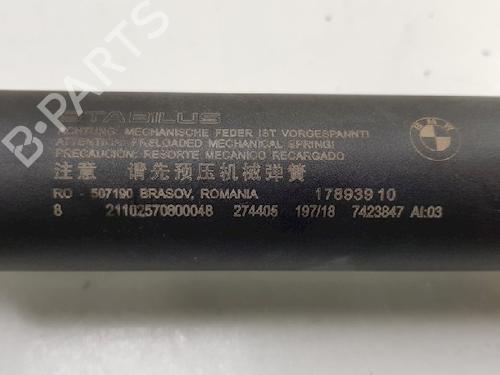 STABILUS
ACHTUNG: MECHANISCHE FEDER IST VORGESPANNT!
ATTENTION: PRELOADED MECHANICAL SPRING!
PRECAUCIÓN: RESORTE MECANICO RECARGADO
注意 请先预压机械弹簧
RO - 507190 BRASOV, ROMANIA 17893910
8 21102570800048 274405 197/18 7423847 AI:03
BMW
B-PARTS
B-PARTS
B-PARTS